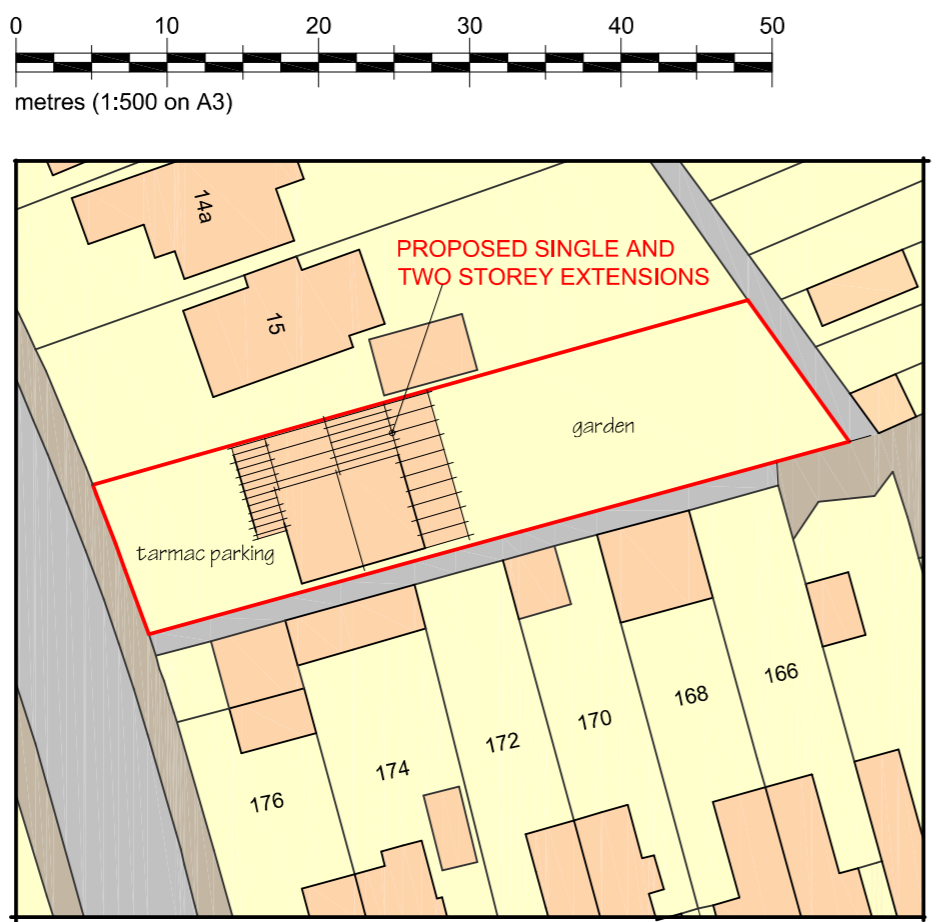 0 10 20 30 40 50
metres (1:500 on A3)
14a
PROPOSED SINGLE AND
TWO STOREY EXTENSIONS
15
garden
tarmac parking
166
168
170
172
174
176